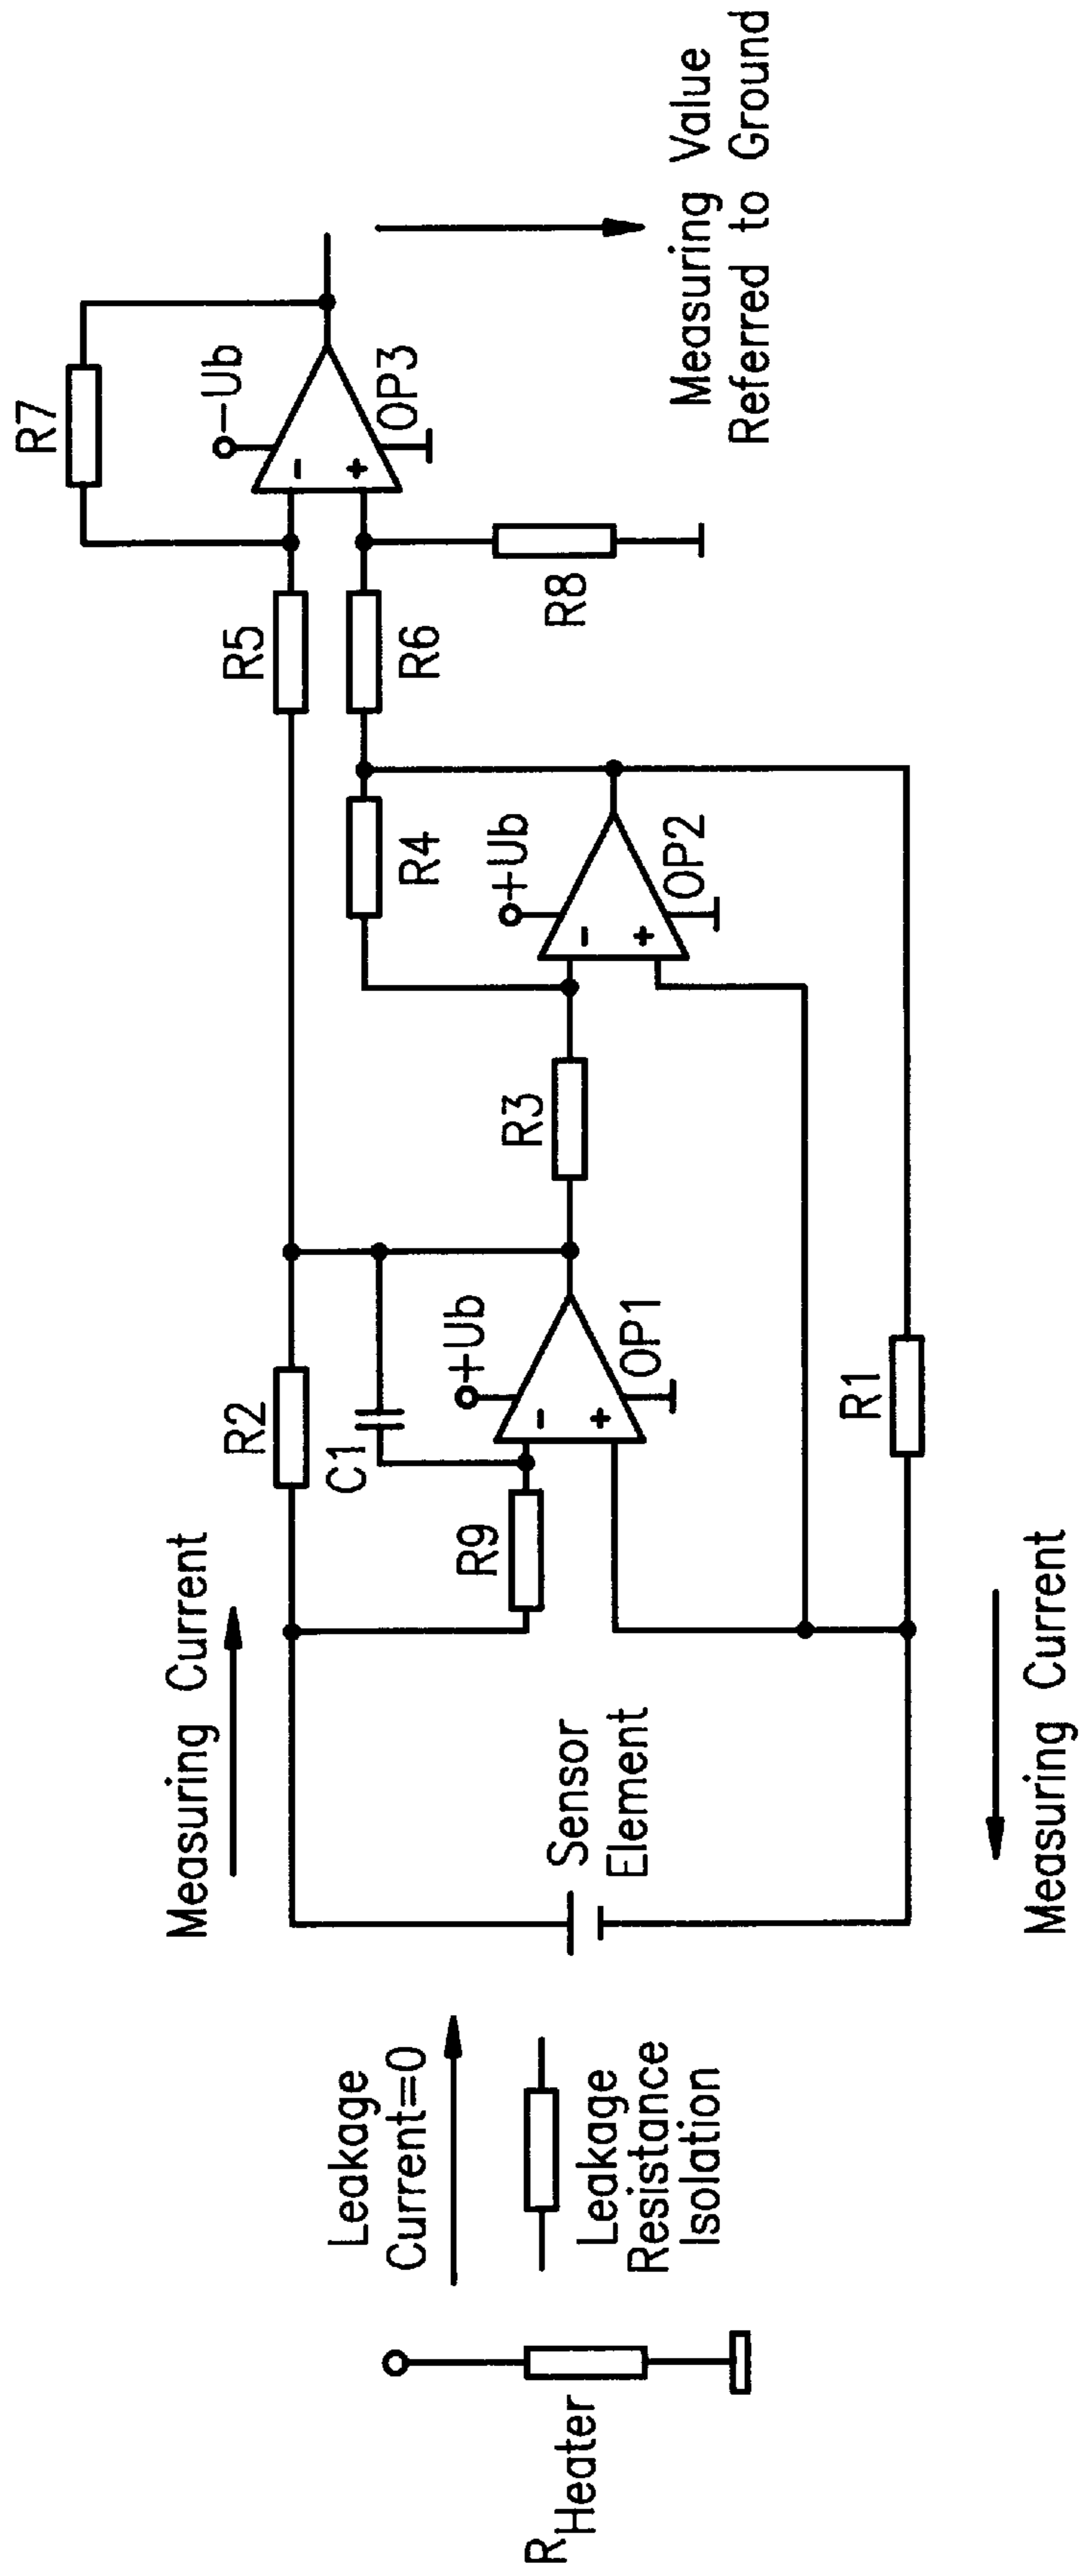 R
Heater
Leakage
Current=0
Leakage
Resistance
Isolation
Measuring Current
Sensor
Element
Measuring Current
R2
C1
R9
+Ub
-
+
OP1
R1
R3
R4
+Ub
-
+
OP2
R5
R6
R7
-Ub
-
+
OP3
R8
Measuring Value
Referred to Ground